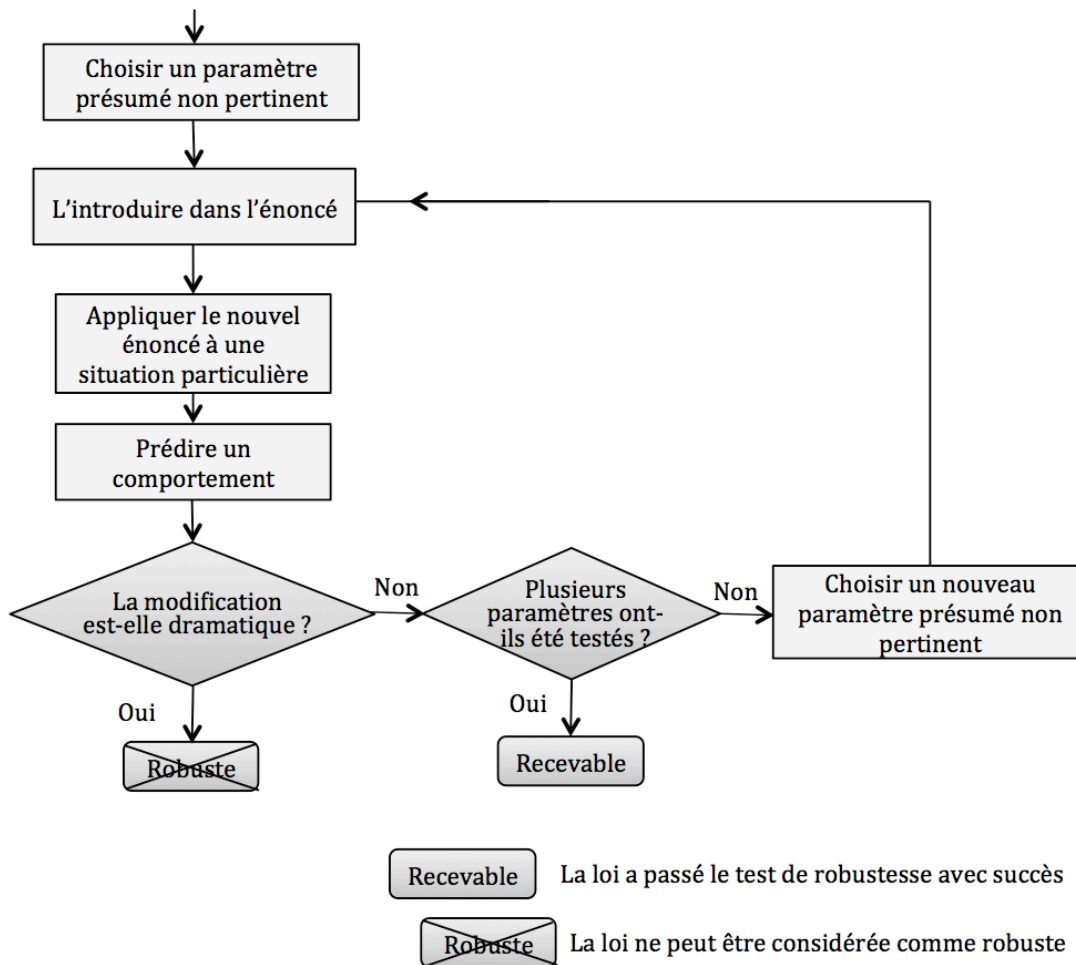 Choisir un paramètre
présumé non pertinent
L'introduire dans l'énoncé
Appliquer le nouvel
énoncé à une
situation particulière
Prédire un
comportement
La modification
est-elle dramatique ?
Non
Plusieurs
paramètres ont-
ils été testés ?
Non
Choisir un nouveau
paramètre présumé non
pertinent
Oui
Oui
Robuste
Recevable
Recevable
La loi a passé le test de robustesse avec succès
Robuste
La loi ne peut être considérée comme robuste